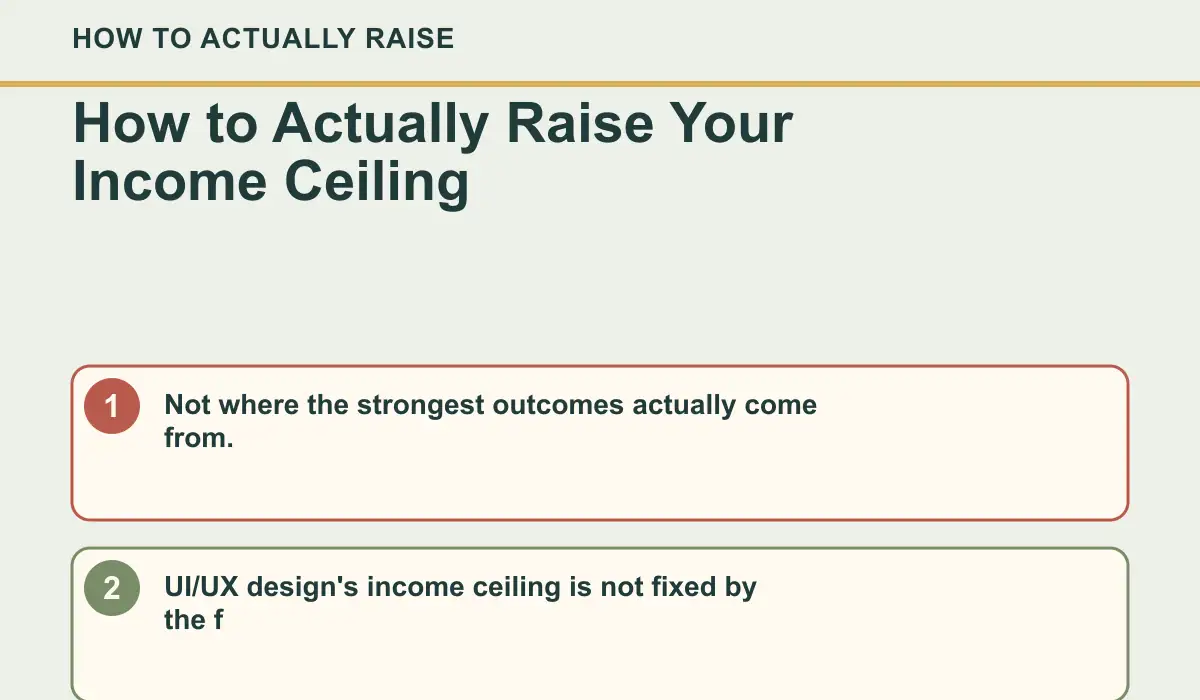 HOW TO ACTUALLY RAISE
How to Actually Raise Your
Income Ceiling
1
Not where the strongest outcomes actually come
from.
2
UI/UX design's income ceiling is not fixed by
the f